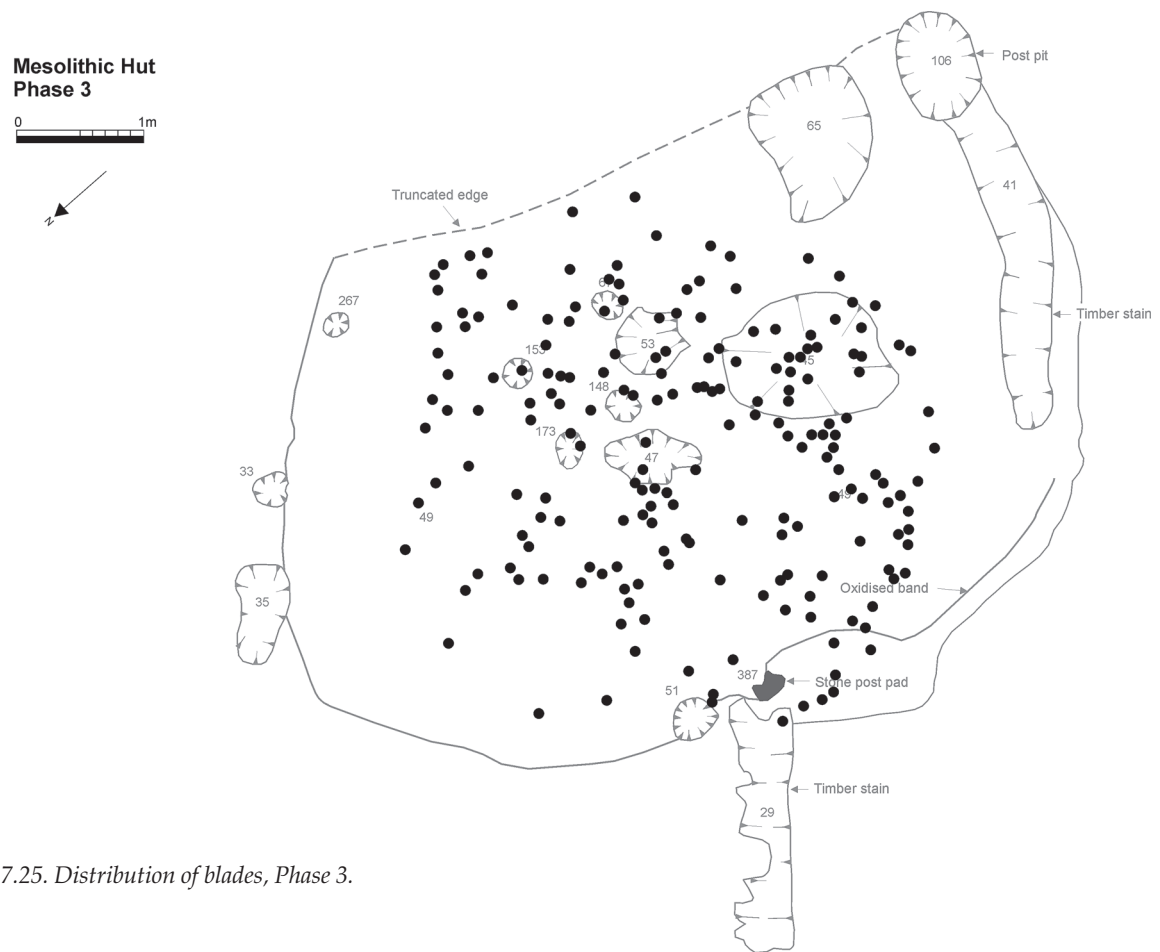 Mesolithic Hut
Phase 3
0 1m
N
106
Post pit
65
41
Truncated edge
267
Timber stain
53
153
45
148
173
47
33
49
49
35
Oxidised band
387
Stone post pad
51
Timber stain
29
7.25. Distribution of blades, Phase 3.